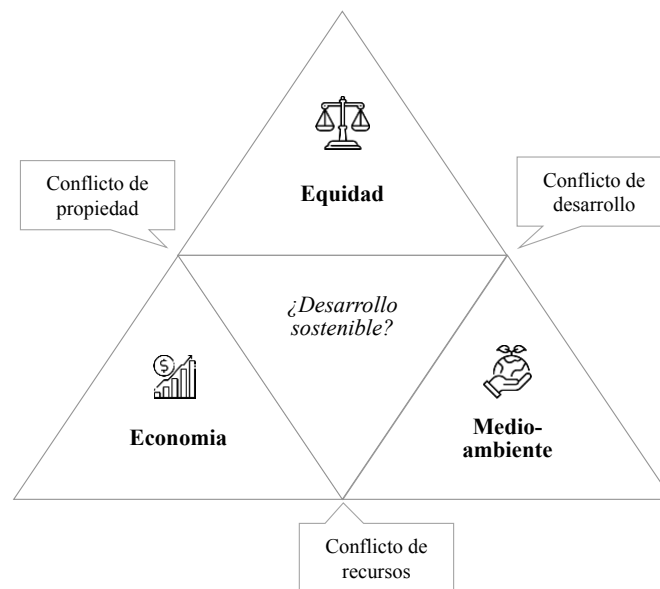 Conflicto de
propiedad
Equidad
Conflicto de
desarrollo
¿Desarrollo
sostenible?
$
Economia
Medio-
ambiente
Conflicto de
recursos